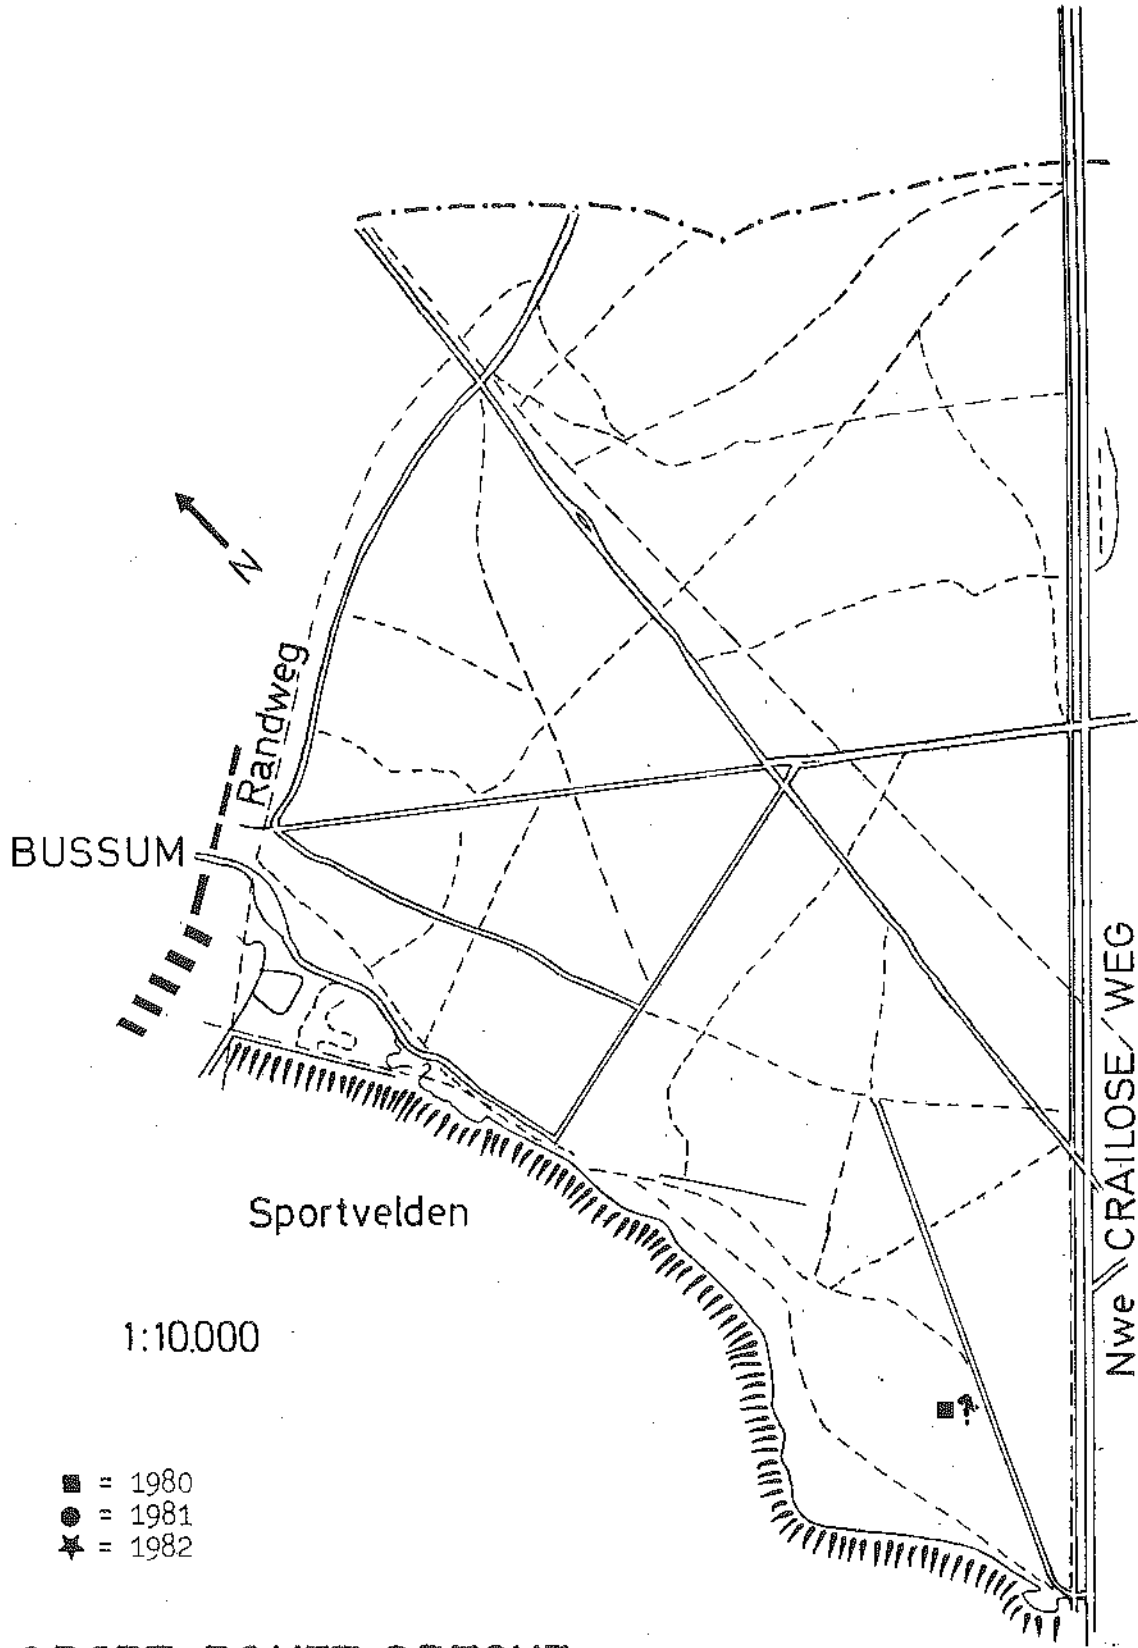 N
Randweg
BUSSUM
Nwe CRAILOSE WEG
Sportvelden
1:10.000
■ = 1980
● = 1981
★ = 1982